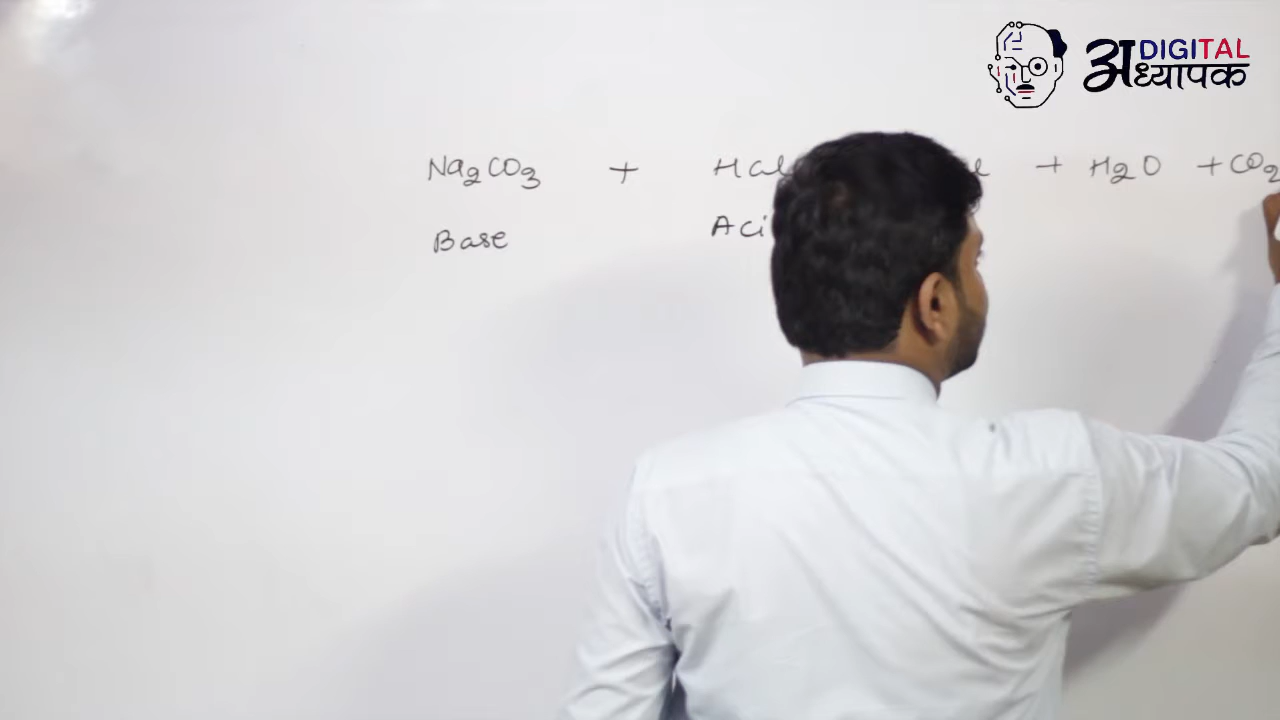 DIGITAL
अध्यापक
Na2CO3 + + H2O + CO2
Base